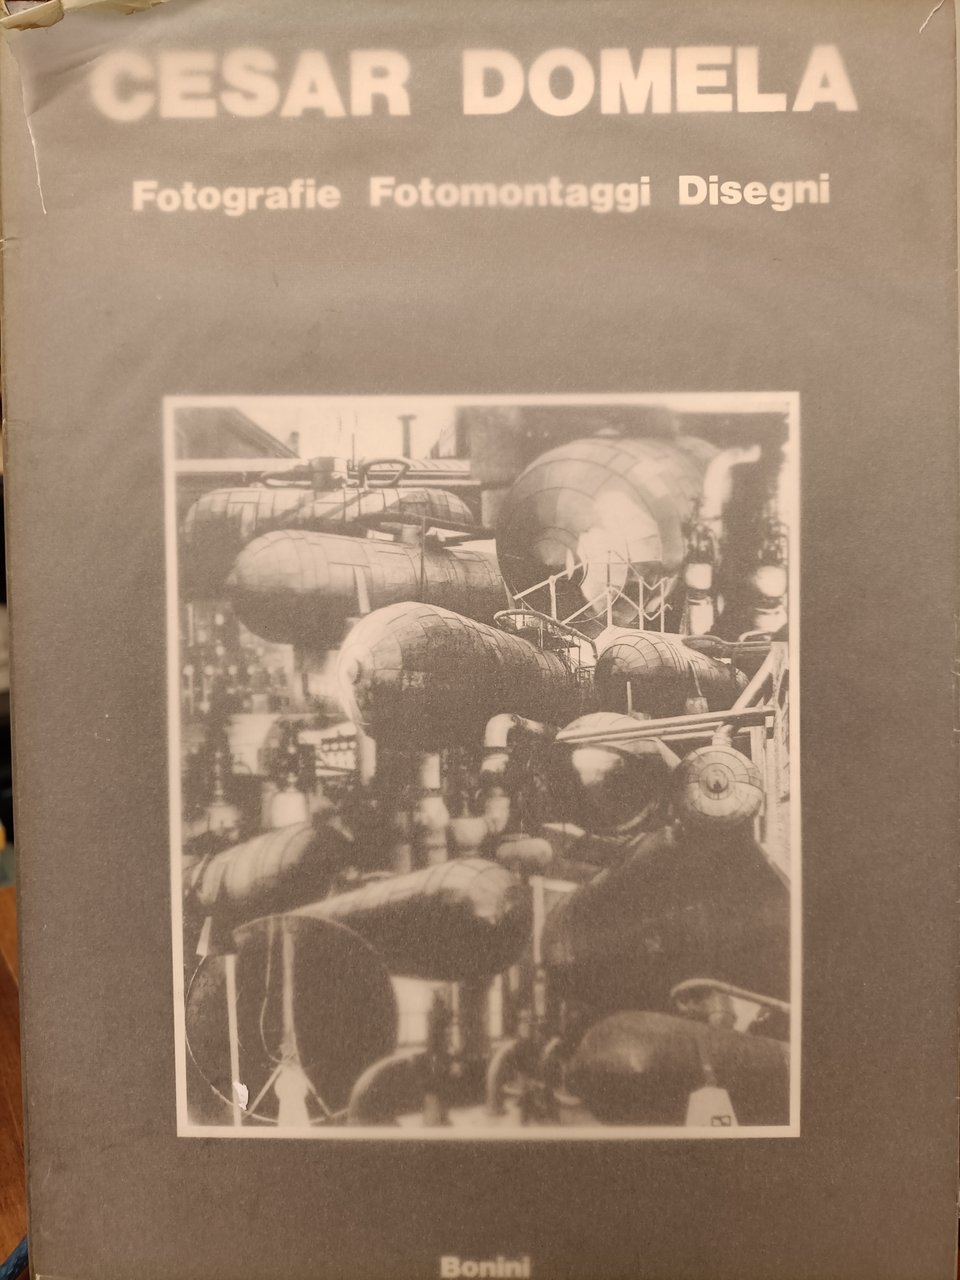 CESAR DOMELA
Fotografie Fotomontaggi Disegni
Bonini